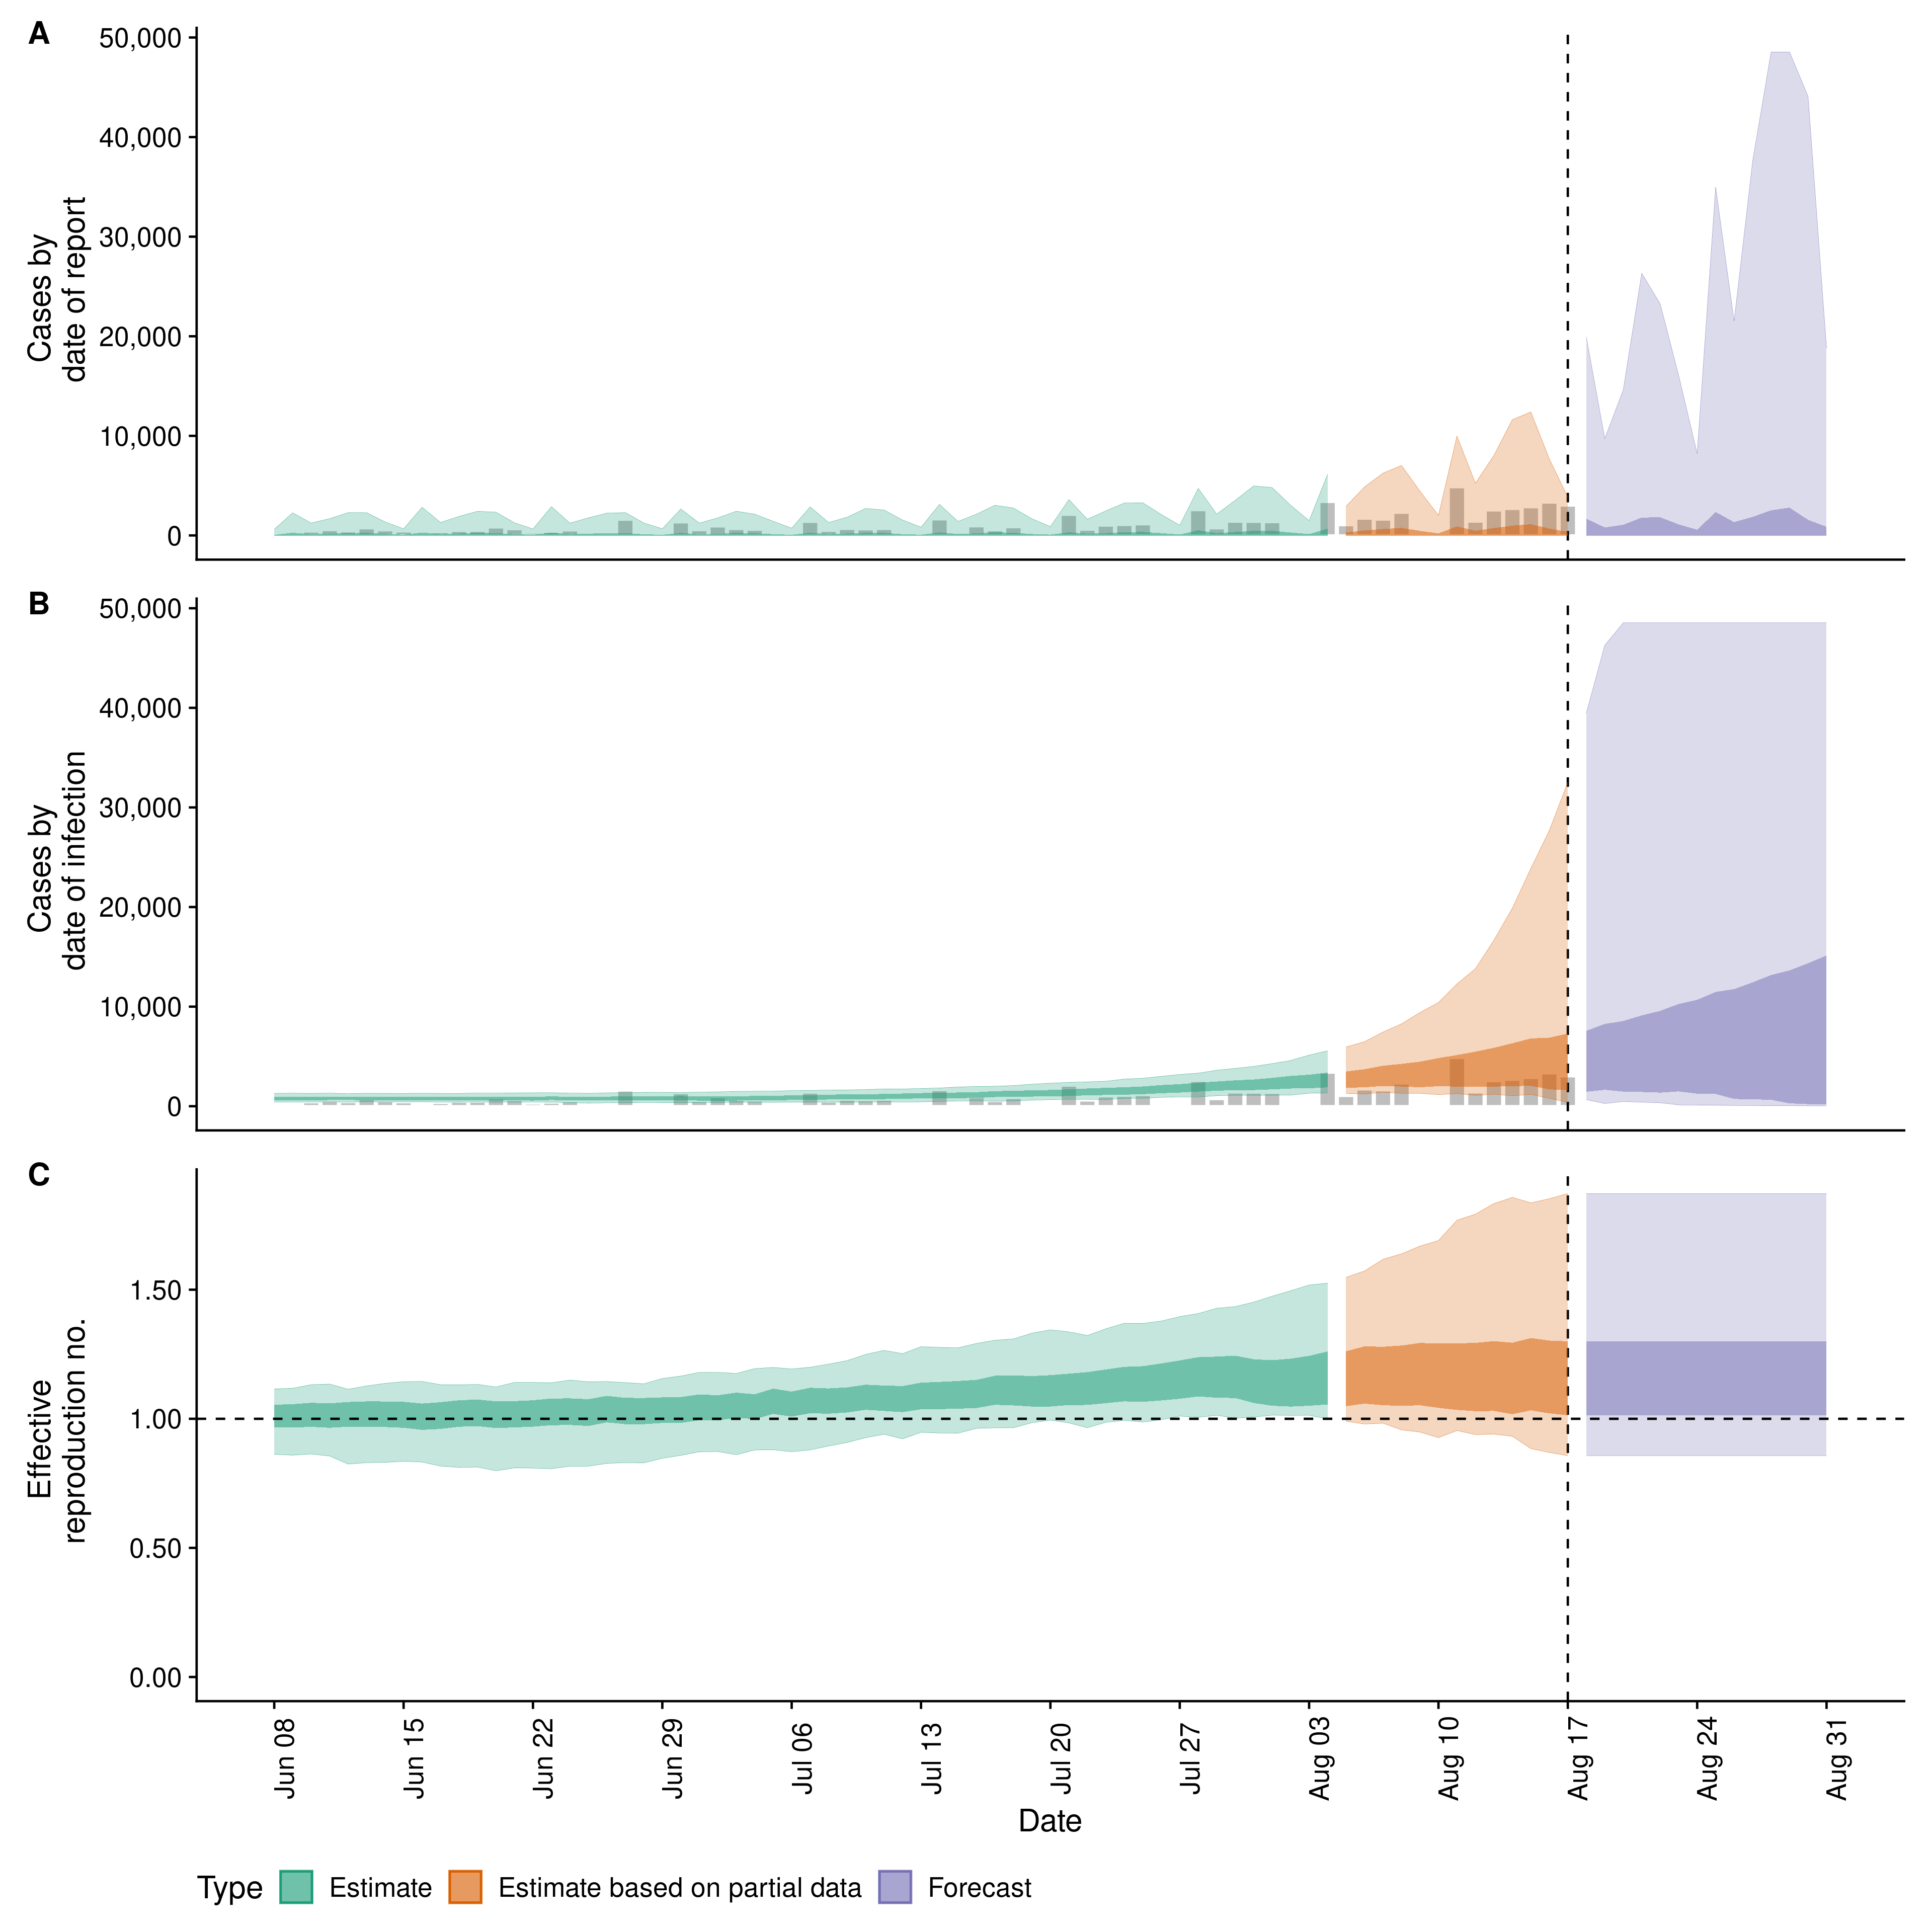 A
50,000
40,000
30,000
20,000
10,000
0
Cases by
date of report
B
50,000
40,000
30,000
20,000
10,000
0
Cases by
date of infection
C
1.50
1.00
0.50
0.00
Effective
reproduction no.
Jun 08
Jun 15
Jun 22
Jun 29
Jul 06
Jul 13
Jul 20
Jul 27
Aug 03
Aug 10
Aug 17
Aug 24
Aug 31
Date
Type Estimate Estimate based on partial data Forecast